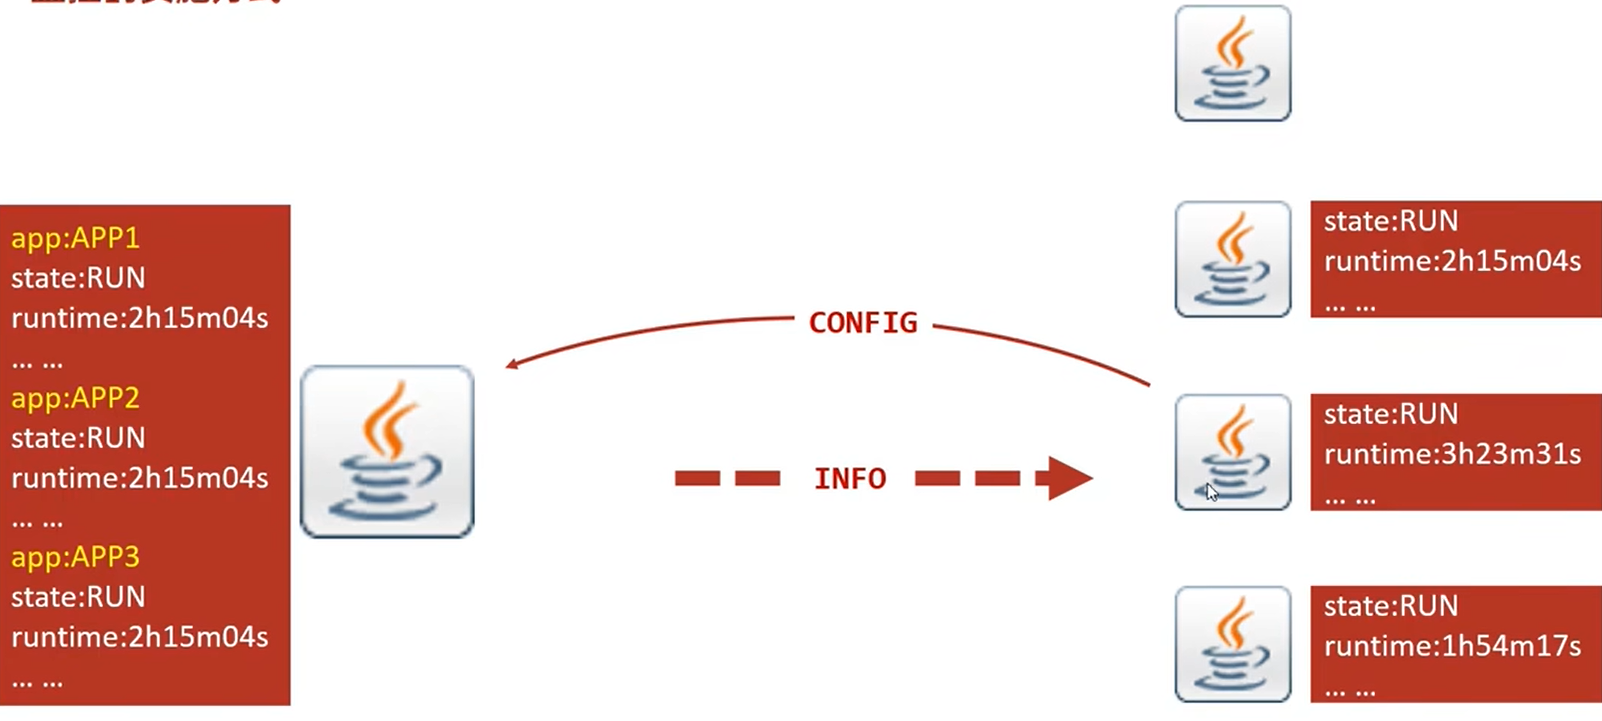 app:APP1
state:RUN
runtime:2h15m04s
... ...
app:APP2
state:RUN
runtime:2h15m04s
... ...
app:APP3
state:RUN
runtime:2h15m04s
... ...
CONFIG
INFO
state:RUN
runtime:2h15m04s
... ...
state:RUN
runtime:3h23m31s
... ...
state:RUN
runtime:1h54m17s
... ...